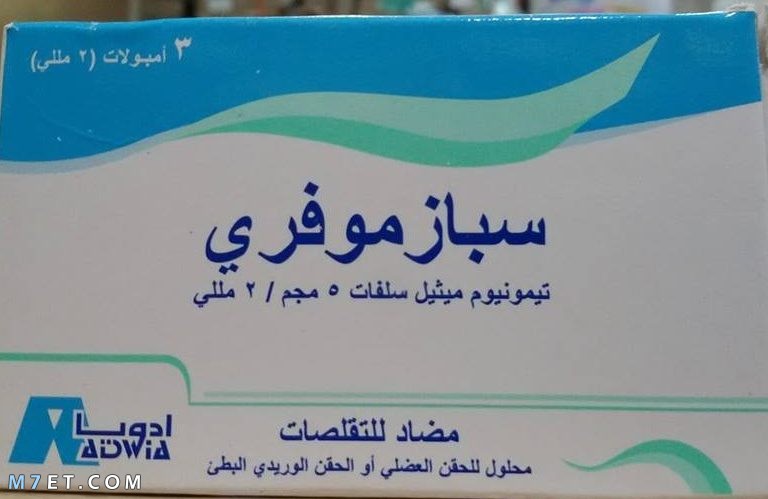 ٣ أمبولات (٢ مللي)
سبازموفري
تيمونيوم ميثيل سلفات ٥ مجم / ٢ مللي
ادويا
ADWIA
مضاد للتقلصات
محلول للحقن العضلي أو الحقن الوريدي البطئ
M7ET.COM